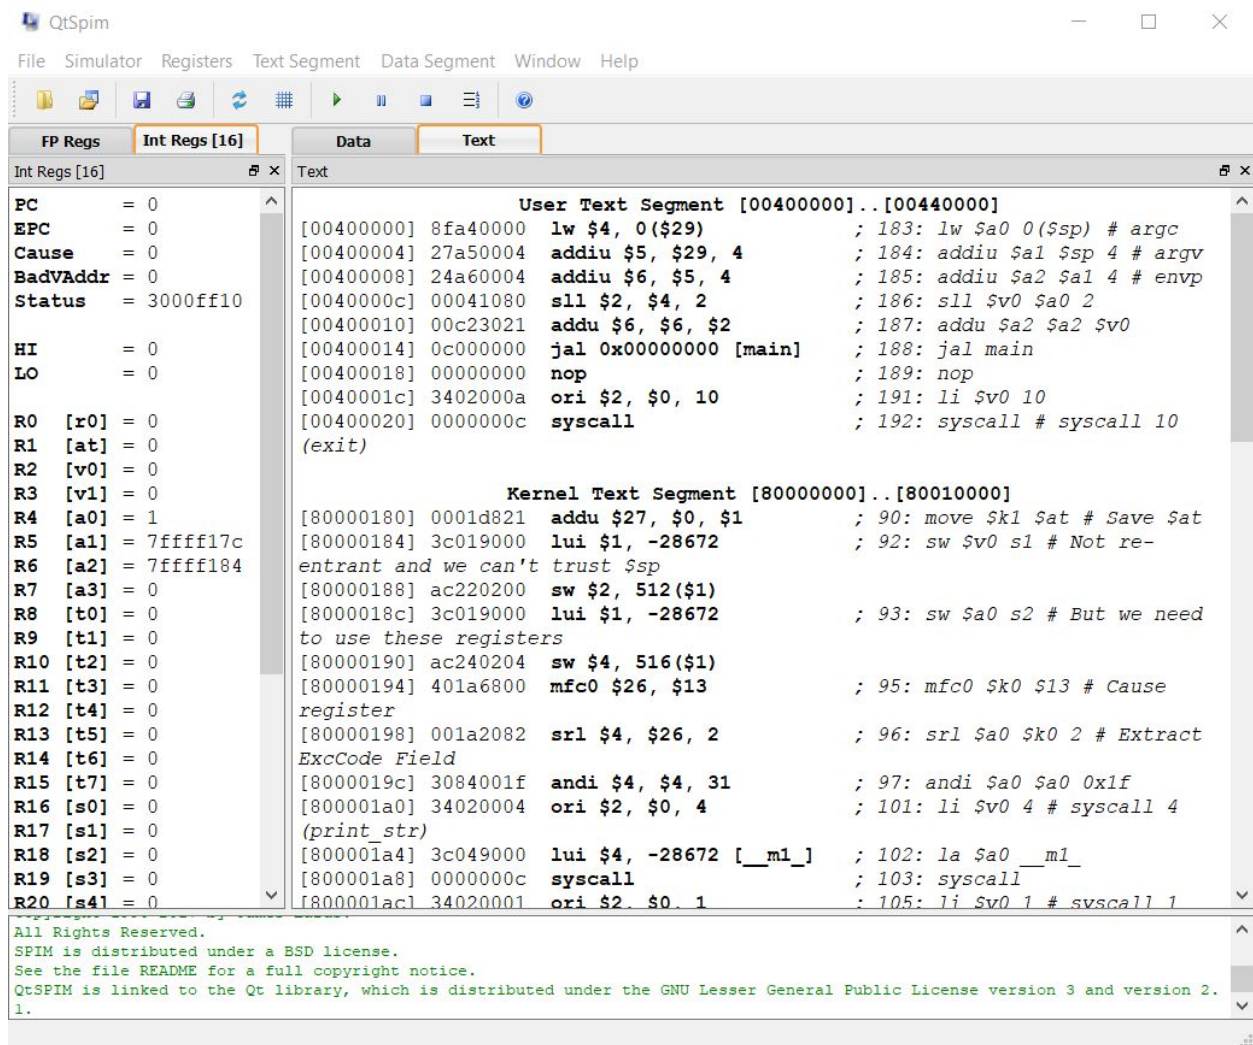 QtSpim
File Simulator Registers Text Segment Data Segment Window Help
FP Regs Int Regs [16] Data Text
Int Regs [16]
PC = 0
EPC = 0
Cause = 0
BadVAddr = 0
Status = 3000ff10
HI = 0
LO = 0
R0 [r0] = 0
R1 [at] = 0
R2 [v0] = 0
R3 [v1] = 0
R4 [a0] = 1
R5 [a1] = 7ffff17c
R6 [a2] = 7ffff184
R7 [a3] = 0
R8 [t0] = 0
R9 [t1] = 0
R10 [t2] = 0
R11 [t3] = 0
R12 [t4] = 0
R13 [t5] = 0
R14 [t6] = 0
R15 [t7] = 0
R16 [s0] = 0
R17 [s1] = 0
R18 [s2] = 0
R19 [s3] = 0
R20 [s4] = 0
Text
User Text Segment [00400000]..[00440000]
[00400000] 8fa40000 lw $4, 0($29) ; 183: lw $a0 0($sp) # argc
[00400004] 27a50004 addiu $5, $29, 4 ; 184: addiu $a1 $sp 4 # argv
[00400008] 24a60004 addiu $6, $5, 4 ; 185: addiu $a2 $a1 4 # envp
[0040000c] 00041080 sll $2, $4, 2 ; 186: sll $v0 $a0 2
[00400010] 00c23021 addu $6, $6, $2 ; 187: addu $a2 $a2 $v0
[00400014] 0c000000 jal 0x00000000 [main] ; 188: jal main
[00400018] 00000000 nop ; 189: nop
[0040001c] 3402000a ori $2, $0, 10 ; 191: li $v0 10
[00400020] 0000000c syscall ; 192: syscall # syscall 10
(exit)
Kernel Text Segment [80000000]..[80010000]
[80000180] 0001d821 addu $27, $0, $1 ; 90: move $k1 $at # Save $at
[80000184] 3c019000 lui $1, -28672 ; 92: sw $v0 s1 # Not re-
entrant and we can't trust $sp
[80000188] ac220200 sw $2, 512($1)
[8000018c] 3c019000 lui $1, -28672 ; 93: sw $a0 s2 # But we need
to use these registers
[80000190] ac240204 sw $4, 516($1)
[80000194] 401a6800 mfc0 $26, $13 ; 95: mfc0 $k0 $13 # Cause
register
[80000198] 001a2082 srl $4, $26, 2 ; 96: srl $a0 $k0 2 # Extract
ExcCode Field
[8000019c] 3084001f andi $4, $4, 31 ; 97: andi $a0 $a0 0x1f
[800001a0] 34020004 ori $2, $0, 4 ; 101: li $v0 4 # syscall 4
(print_str)
[800001a4] 3c049000 lui $4, -28672 [__m1_] ; 102: la $a0 __m1_
[800001a8] 0000000c syscall ; 103: syscall
[800001ac] 34020001 ori $2, $0, 1 ; 105: li $v0 1 # syscall 1
All Rights Reserved.
SPIM is distributed under a BSD license.
See the file README for a full copyright notice.
QtSPIM is linked to the Qt library, which is distributed under the GNU Lesser General Public License version 3 and version 2.
1.